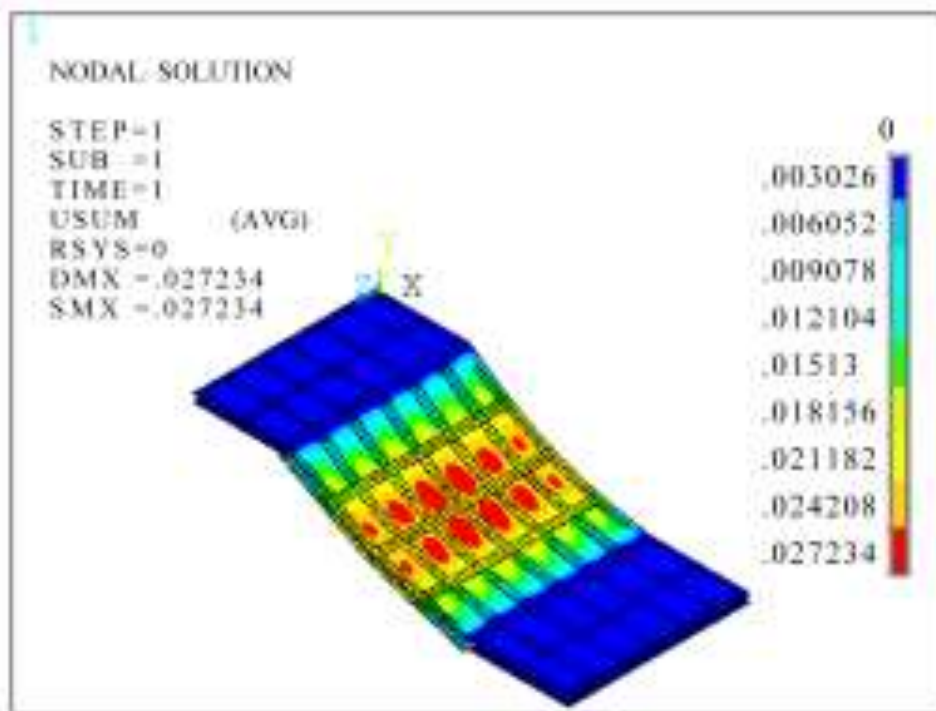 1
NODAL SOLUTION
STEP=1
SUB =1
TIME=1
USUM (AVG)
RSYS=0
DMX =.027234
SMX =.027234
Y
Z X
0
.003026
.006052
.009078
.012104
.01513
.018156
.021182
.024208
.027234